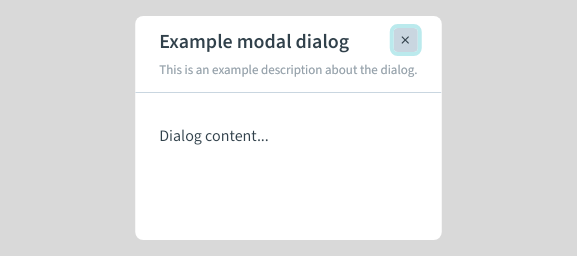 Example modal dialog
This is an example description about the dialog.
Dialog content...